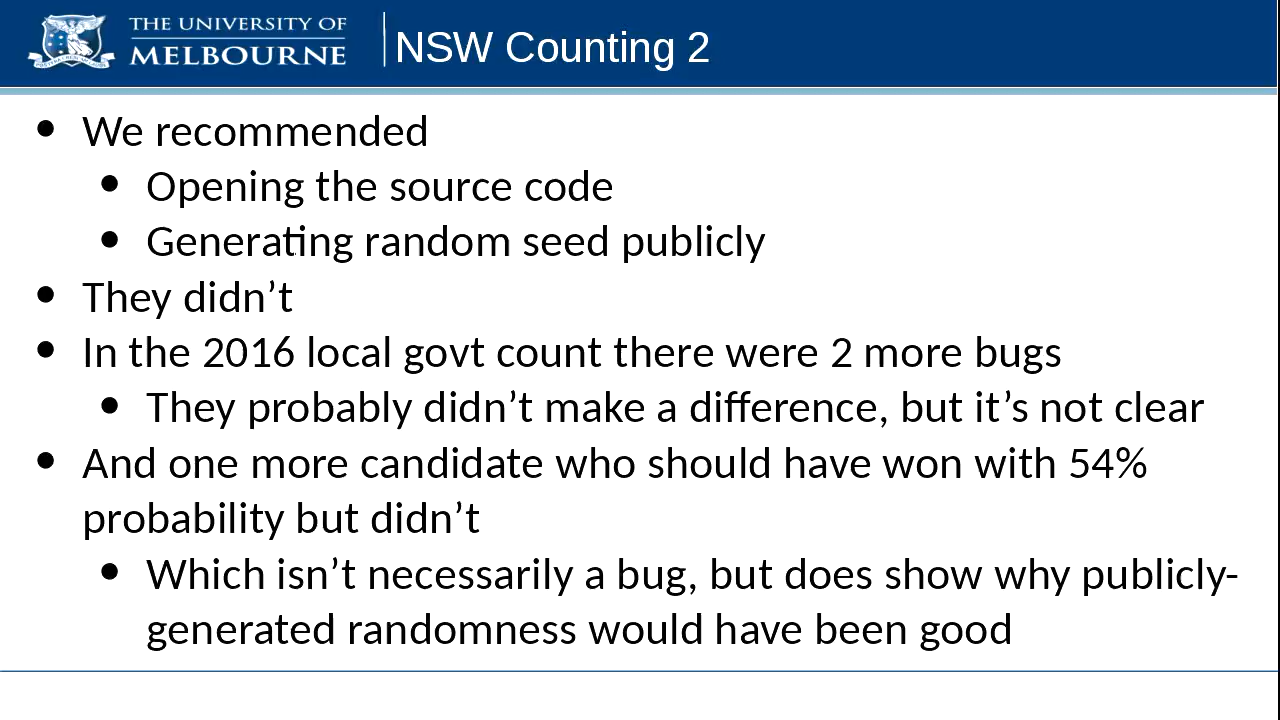 THE UNIVERSITY OF
MELBOURNE
NSW Counting 2
• We recommended
• Opening the source code
• Generating random seed publicly
• They didn’t
• In the 2016 local govt count there were 2 more bugs
• They probably didn’t make a difference, but it’s not clear
• And one more candidate who should have won with 54%
probability but didn’t
• Which isn’t necessarily a bug, but does show why publicly-
generated randomness would have been good